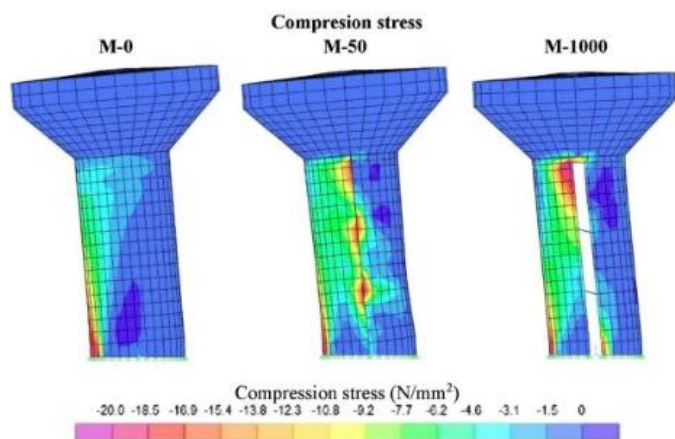 Compresion stress
M-0 M-50 M-1000
Compression stress (N/mm²)
-20.0 -18.5 -16.9 -15.4 -13.8 -12.3 -10.8 -9.2 -7.7 -6.2 -4.6 -3.1 -1.5 0